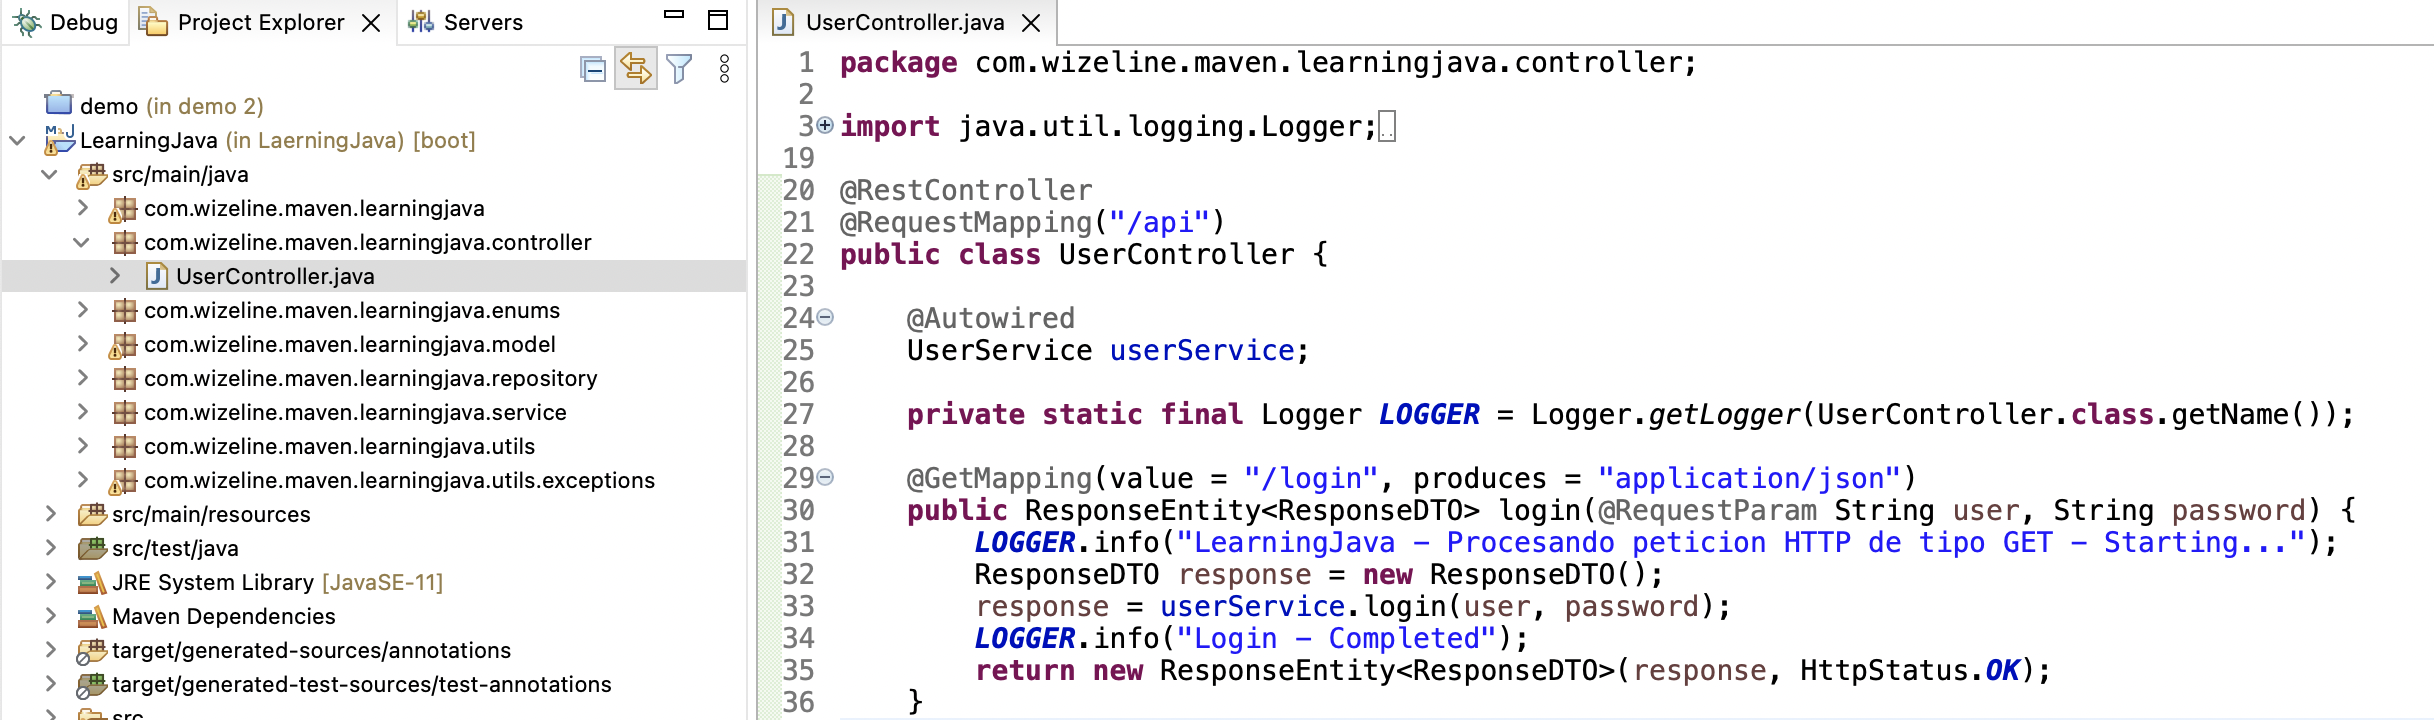 Debug Project Explorer Servers
demo (in demo 2)
LearningJava (in LaerningJava) [boot]
src/main/java
com.wizeline.maven.learningjava
com.wizeline.maven.learningjava.controller
UserController.java
com.wizeline.maven.learningjava.enums
com.wizeline.maven.learningjava.model
com.wizeline.maven.learningjava.repository
com.wizeline.maven.learningjava.service
com.wizeline.maven.learningjava.utils
com.wizeline.maven.learningjava.utils.exceptions
src/main/resources
src/test/java
JRE System Library [JavaSE-11]
Maven Dependencies
target/generated-sources/annotations
target/generated-test-sources/test-annotations
src
UserController.java
1 package com.wizeline.maven.learningjava.controller;
2
3 import java.util.logging.Logger;
19
20 @RestController
21 @RequestMapping("/api")
22 public class UserController {
23
24 @Autowired
25 UserService userService;
26
27 private static final Logger LOGGER = Logger.getLogger(UserController.class.getName());
28
29 @GetMapping(value = "/login", produces = "application/json")
30 public ResponseEntity<ResponseDTO> login(@RequestParam String user, String password) {
31 LOGGER.info("LearningJava - Procesando peticion HTTP de tipo GET - Starting...");
32 ResponseDTO response = new ResponseDTO();
33 response = userService.login(user, password);
34 LOGGER.info("Login - Completed");
35 return new ResponseEntity<ResponseDTO>(response, HttpStatus.OK);
36 }